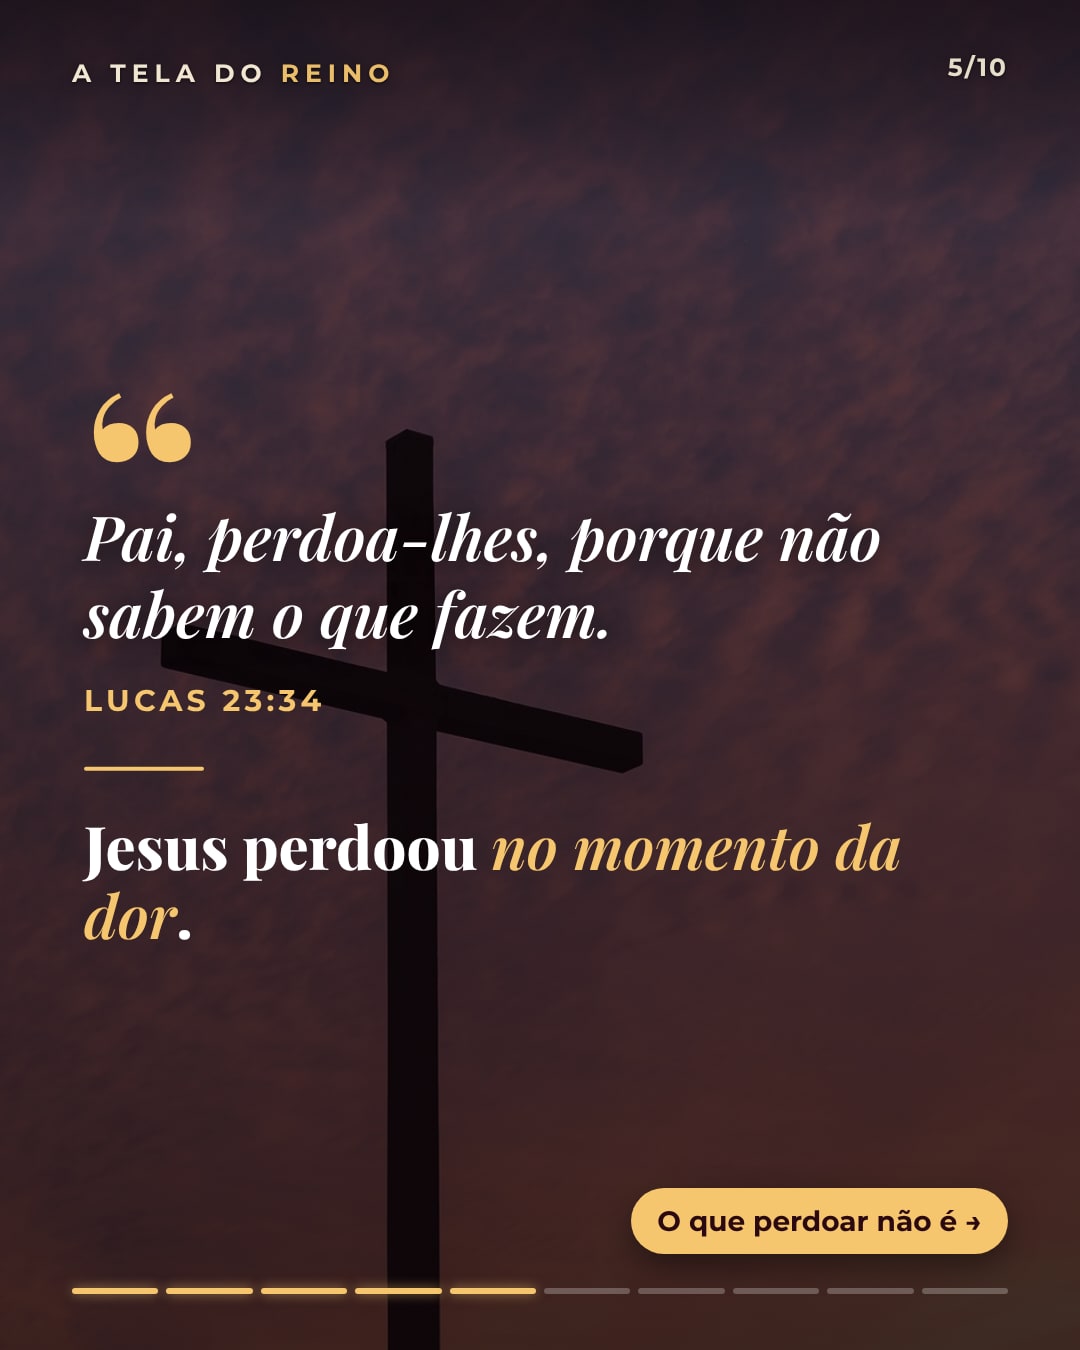 A TELA DO REINO
5/10
“
Pai, perdoa-lhes, porque não
sabem o que fazem.
LUCAS 23:34
Jesus perdoou no momento da
dor.
O que perdoar não é →